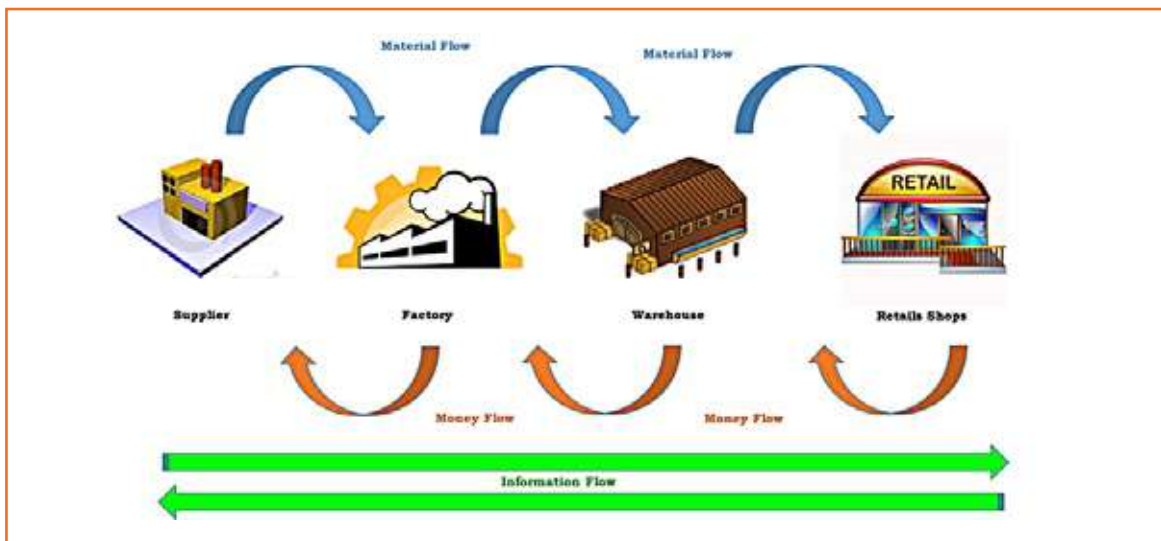 Material Flow
Material Flow
RETAIL
Supplier
Factory
Warehouse
Retails Shops
Money Flow
Money Flow
Information Flow